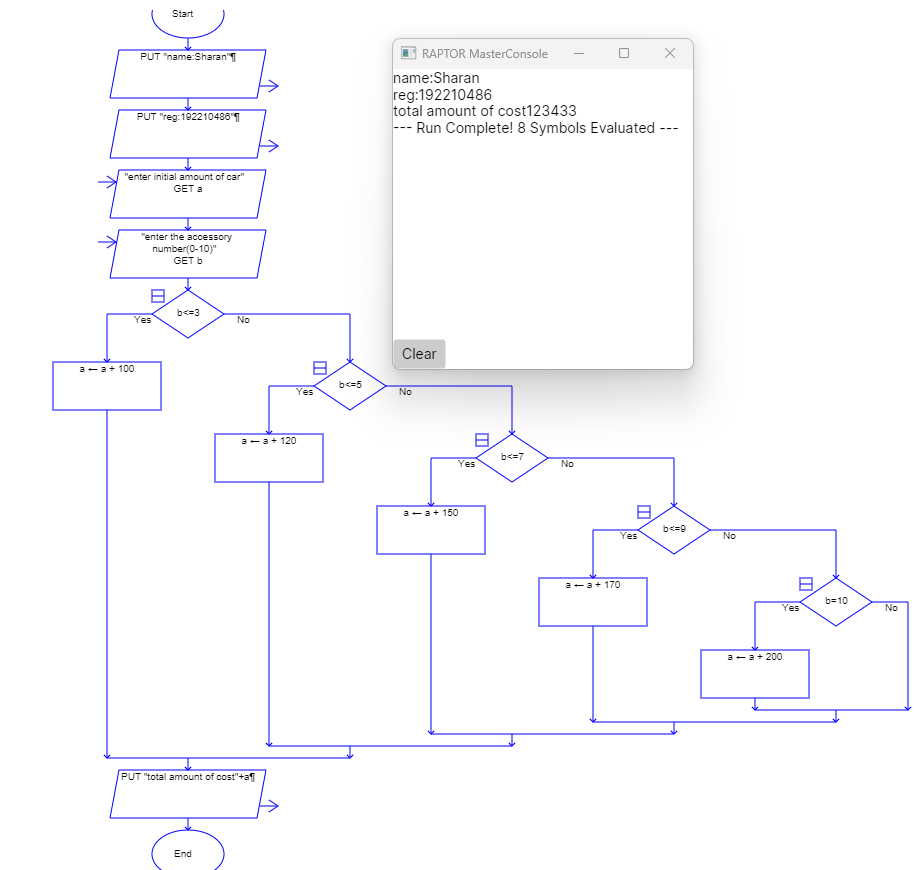 Start
PUT "name:Sharan"¶
PUT "reg:192210486"¶
"enter initial amount of car"
GET a
"enter the accessory
number(0-10)"
GET b
b<=3
Yes
No
a ← a + 100
b<=5
Yes
No
a ← a + 120
b<=7
Yes
No
a ← a + 150
b<=9
Yes
No
a ← a + 170
b=10
Yes
No
a ← a + 200
PUT "total amount of cost"+a¶
End
RAPTOR MasterConsole
name:Sharan
reg:192210486
total amount of cost123433
--- Run Complete! 8 Symbols Evaluated ---
Clear